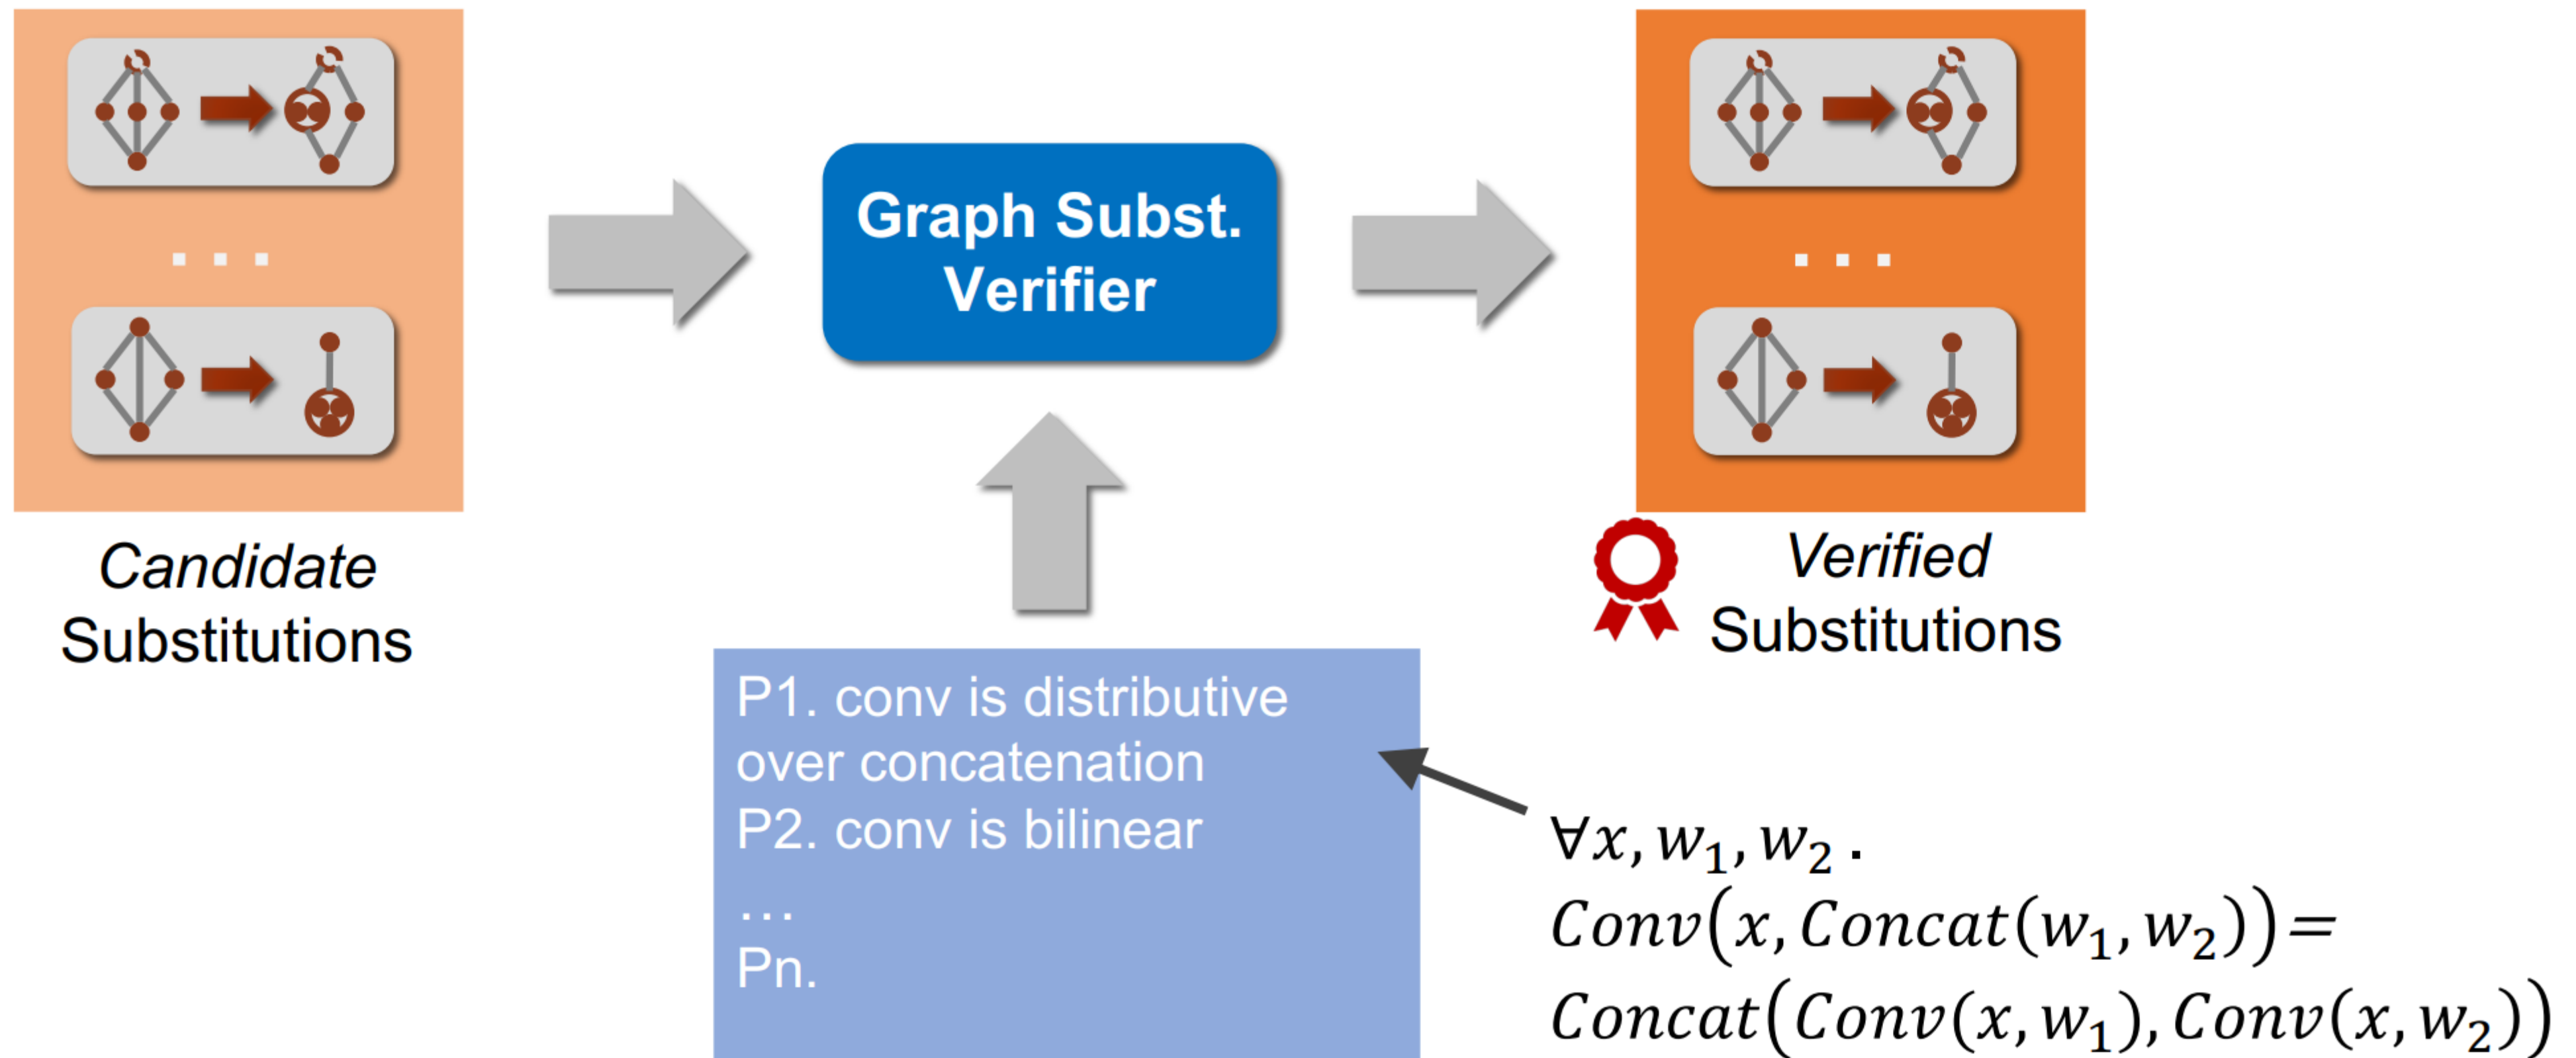 Graph Subst.
Verifier
Candidate
Substitutions
Verified
Substitutions
P1. conv is distributive
over concatenation
P2. conv is bilinear
…
Pn.
∀x, w₁, w₂ .
Conv(x, Concat(w₁, w₂)) =
Concat(Conv(x, w₁), Conv(x, w₂))